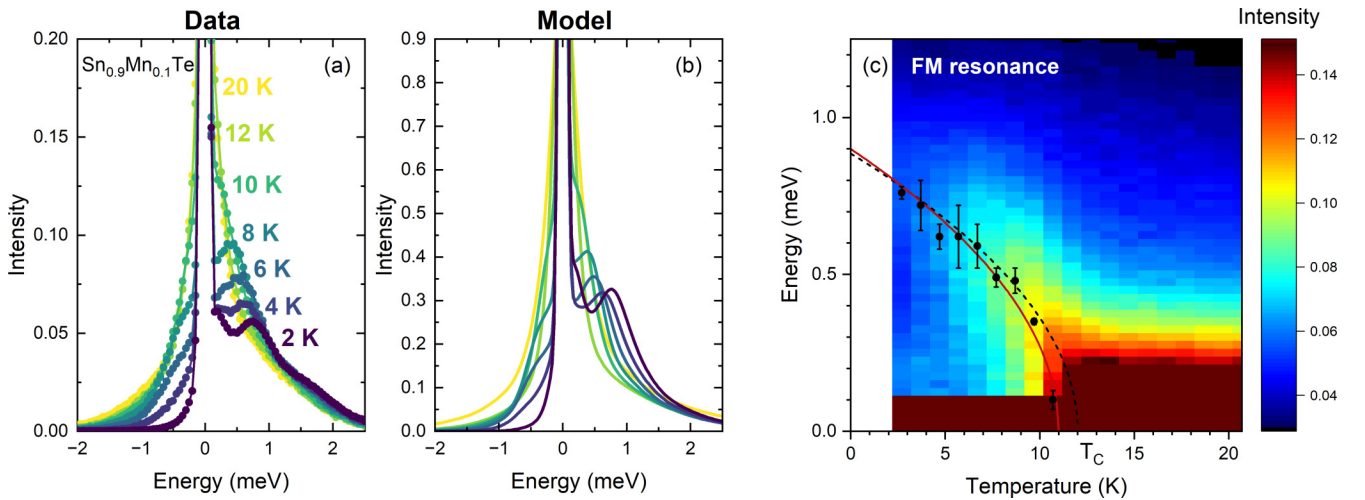 Data
Model
Sn0.9Mn0.1Te
(a)
20 K
12 K
10 K
8 K
6 K
4 K
2 K
0.20
0.15
0.10
0.05
0.00
Intensity
−2
−1
0
1
2
Energy (meV)
(b)
0.9
0.8
0.7
0.6
0.5
0.4
0.3
0.2
0.1
0
Intensity
−2
−1
0
1
2
Energy (meV)
(c)
FM resonance
1.0
0.5
0.0
Energy (meV)
0
5
10
TC
15
20
Temperature (K)
Intensity
0.14
0.12
0.10
0.08
0.06
0.04